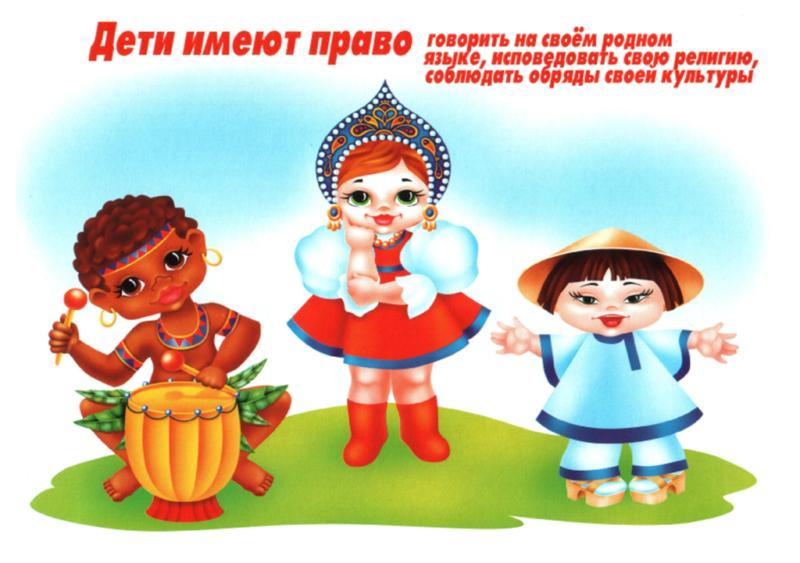 Дети имеют право
говорить на своём родном
языке, исповедовать свою религию,
соблюдать обряды своей культуры